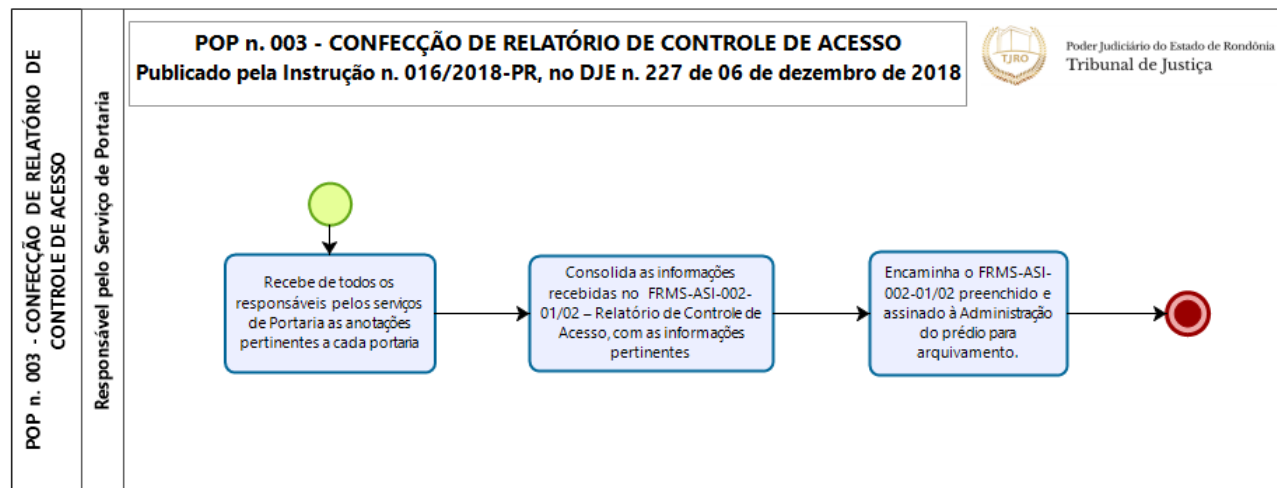 POP n. 003 - CONFECÇÃO DE RELATÓRIO DE
CONTROLE DE ACESSO
Responsável pelo Serviço de Portaria
POP n. 003 - CONFECÇÃO DE RELATÓRIO DE CONTROLE DE ACESSO
Publicado pela Instrução n. 016/2018-PR, no DJE n. 227 de 06 de dezembro de 2018
TJRO
Poder Judiciário do Estado de Rondônia
Tribunal de Justiça
Recebe de todos os
responsáveis pelos serviços
de Portaria as anotações
pertinentes a cada portaria
Consolida as informações
recebidas no FRMS-ASI-002-
01/02 – Relatório de Controle de
Acesso, com as informações
pertinentes
Encaminha o FRMS-ASI-
002-01/02 preenchido e
assinado à Administração
do prédio para
arquivamento.